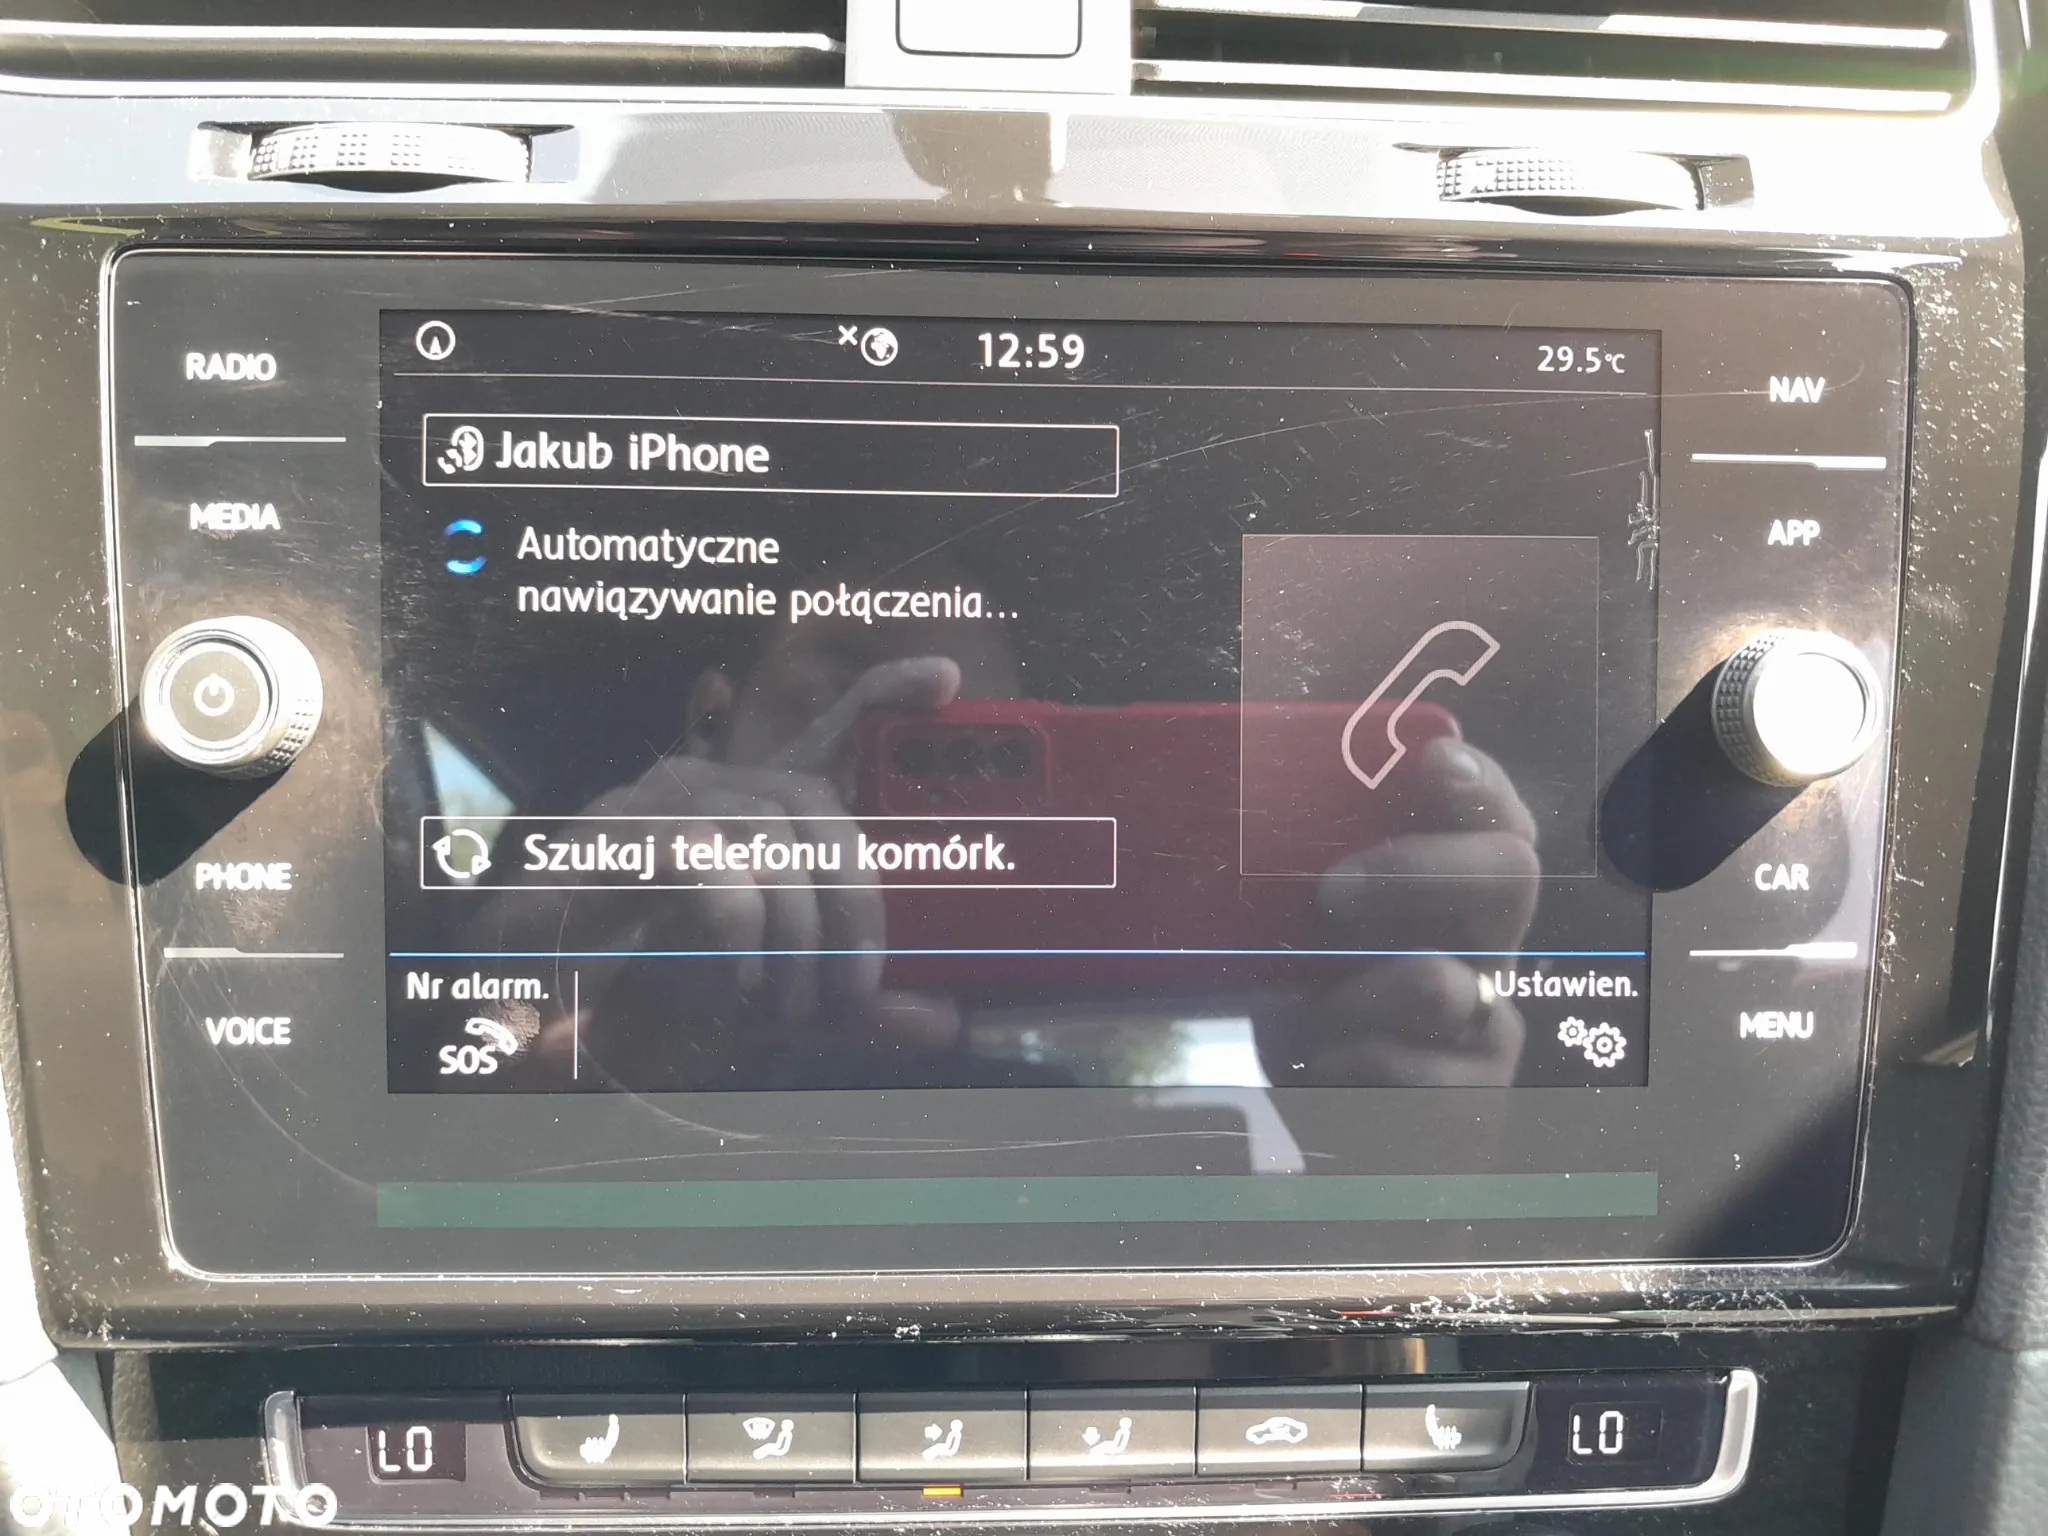 12:59
29.5°C
RADIO
MEDIA
PHONE
VOICE
Jakub iPhone
Automatyczne
nawiązywanie połączenia...
Szukaj telefonu komórk.
Nr alarm.
SOS
Ustawien.
NAV
APP
CAR
MENU
LO
LO
OTOMOTO